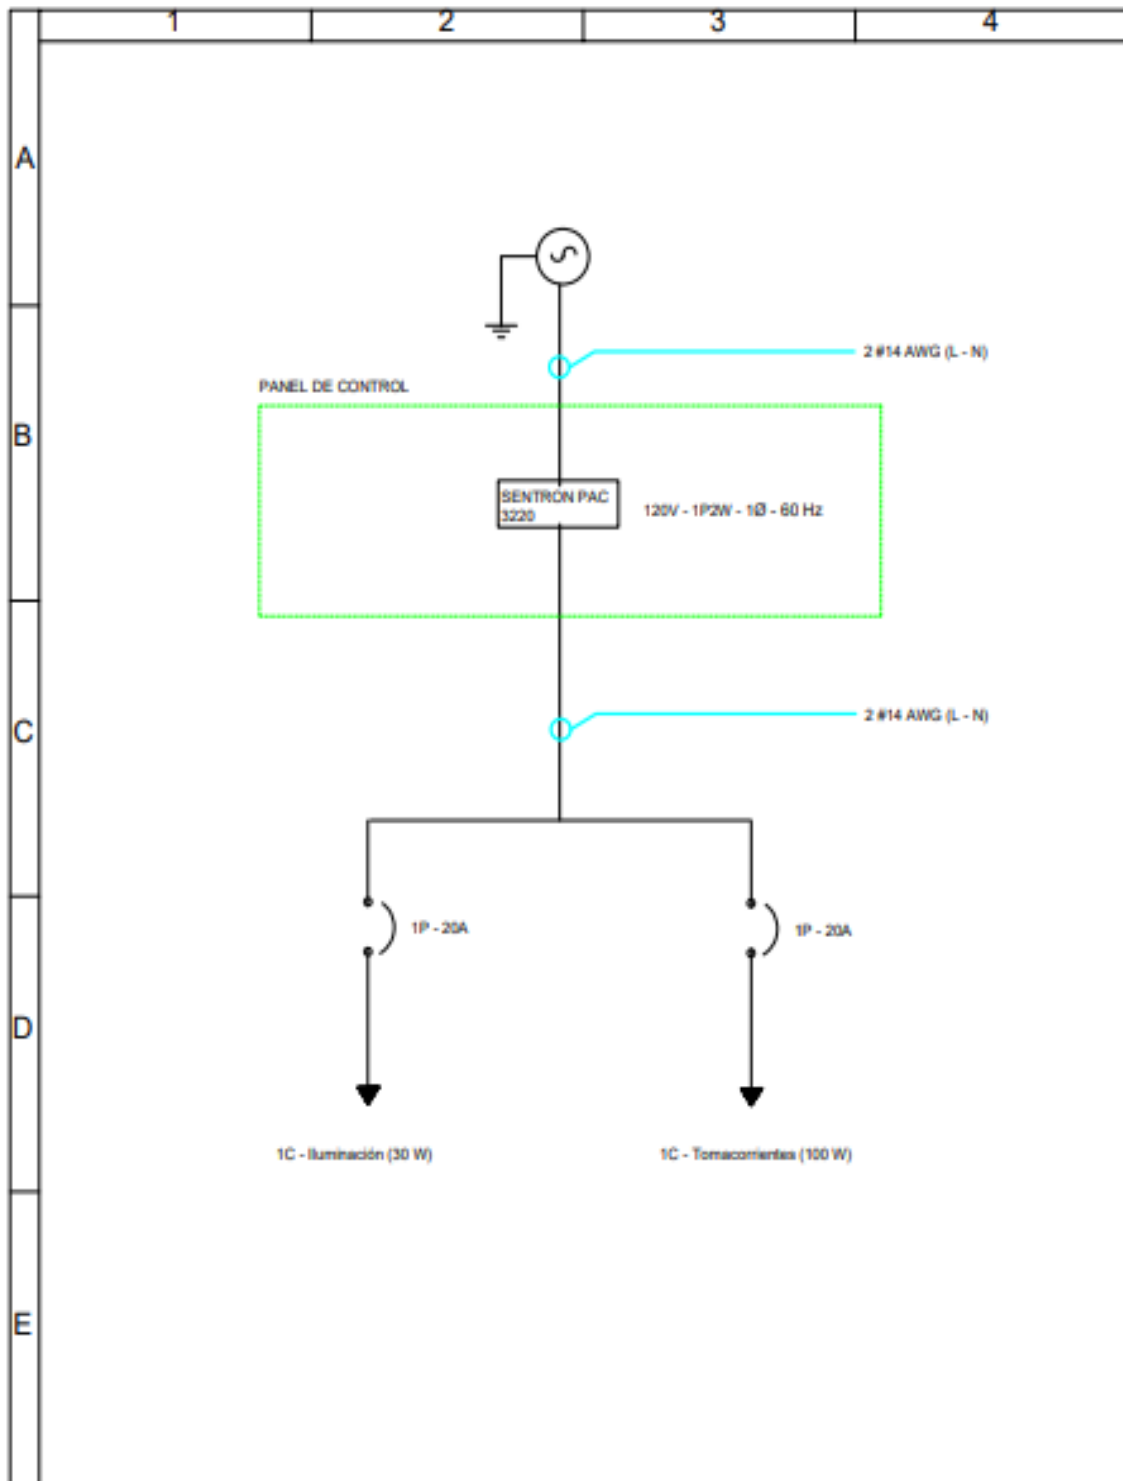 1 2 3 4
A
2 #14 AWG (L - N)
PANEL DE CONTROL
B
SENTRON PAC
3220
120V - 1P2W - 1Ø - 60 Hz
2 #14 AWG (L - N)
C
1P - 20A
1P - 20A
D
1C - Iluminación (30 W)
1C - Tomacorrientes (100 W)
E